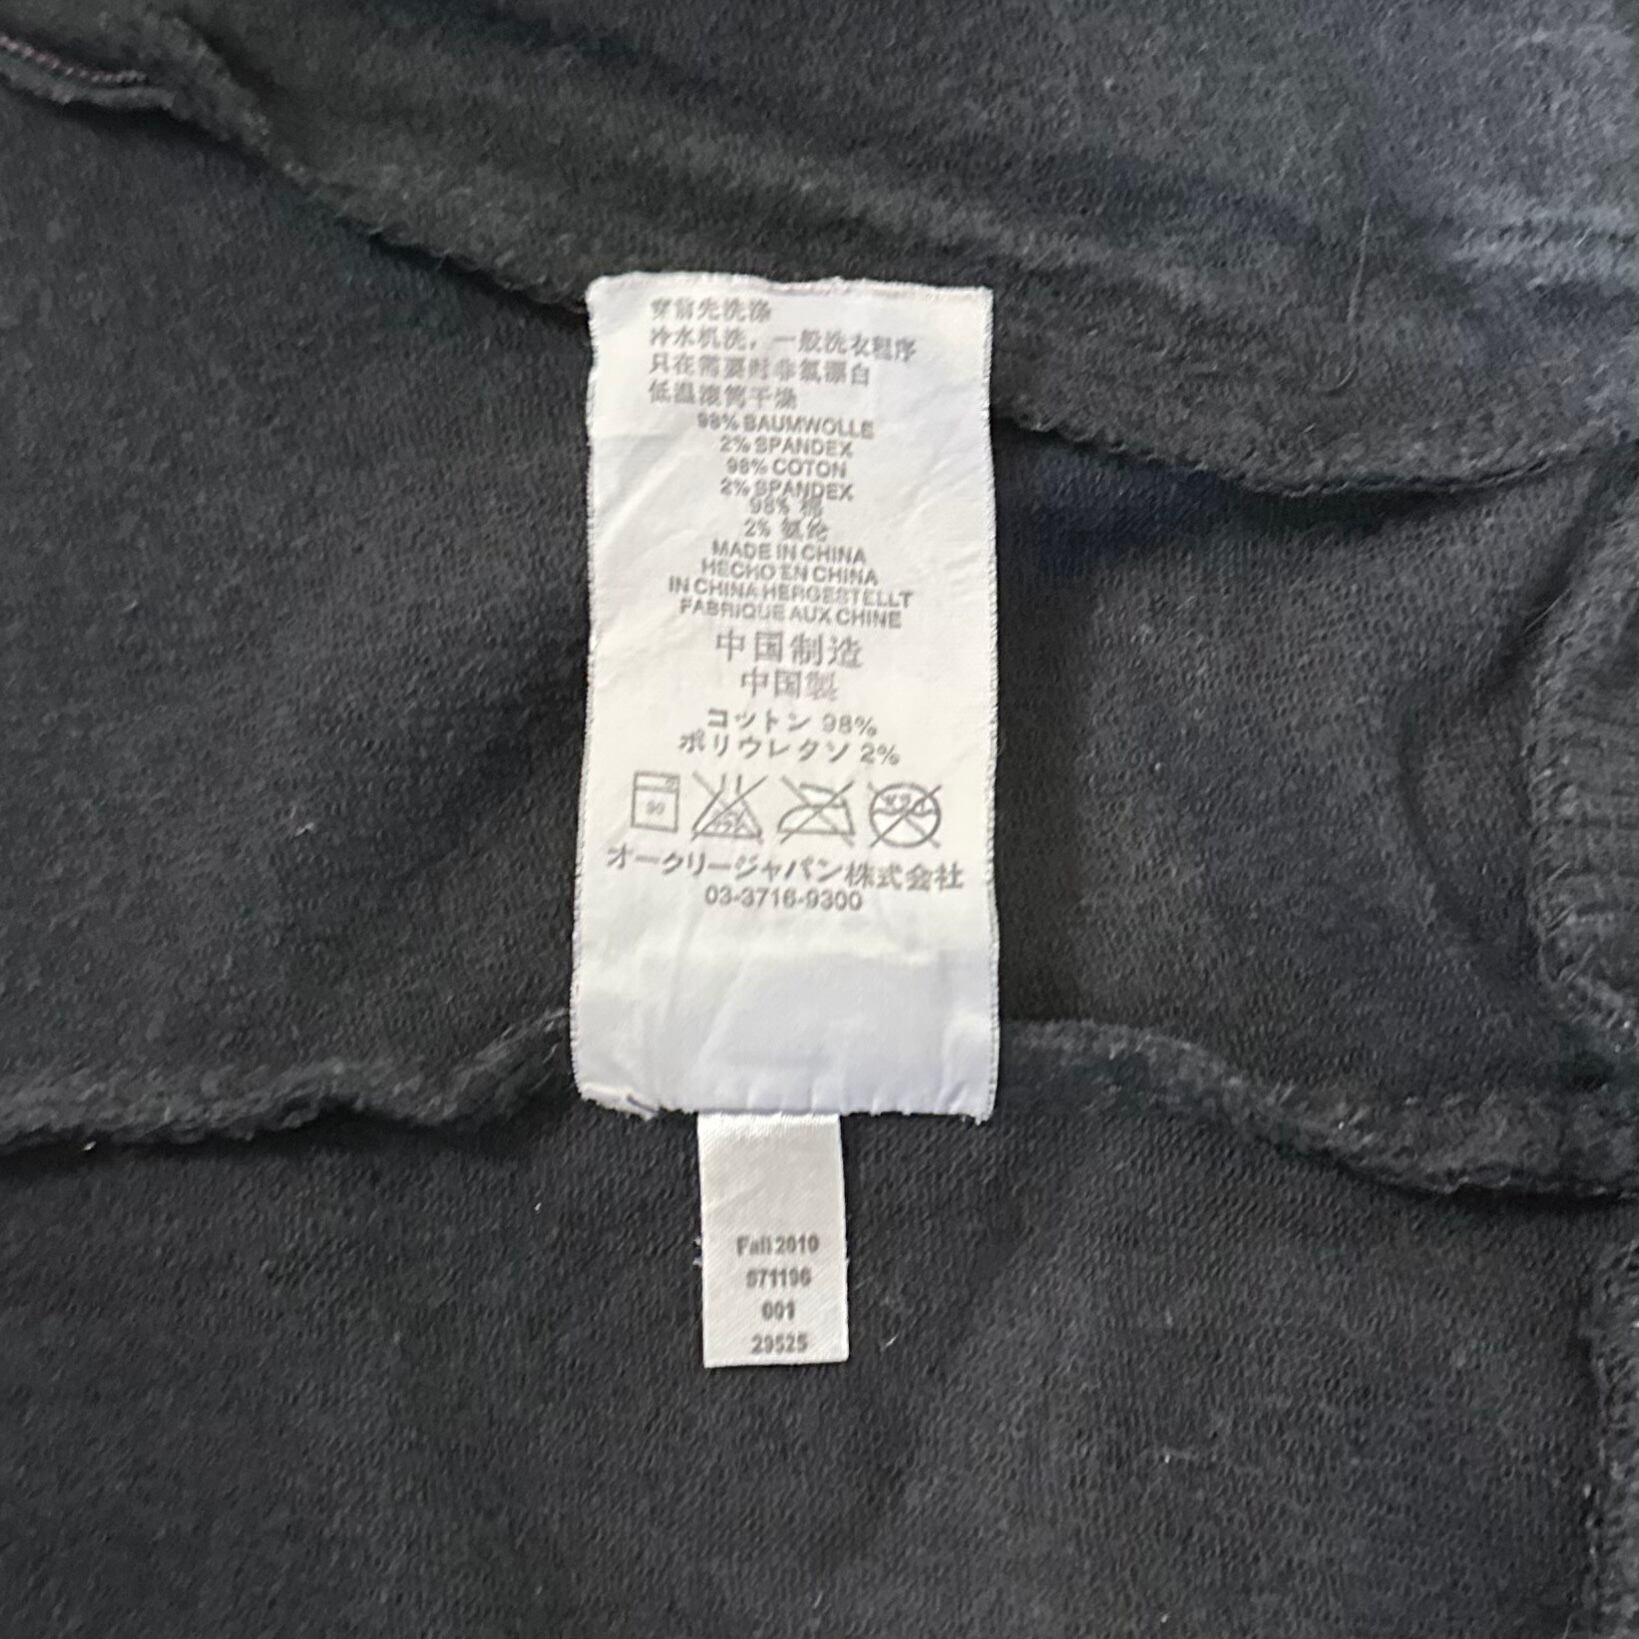 穿前先洗涤
冷水机洗，一般洗衣程序
只在需要时非氯漂白
低温滚筒干燥
98% BAUMWOLLE
2% SPANDEX
98% COTON
2% SPANDEX
98% 棉
2% 氨纶
MADE IN CHINA
HECHO EN CHINA
IN CHINA HERGESTELLT
FABRIQUE AUX CHINE
中国制造
中国製
コットン 98%
ポリウレタン 2%
オークリージャパン株式会社
03-3716-9300
Fall 2010
001
29525